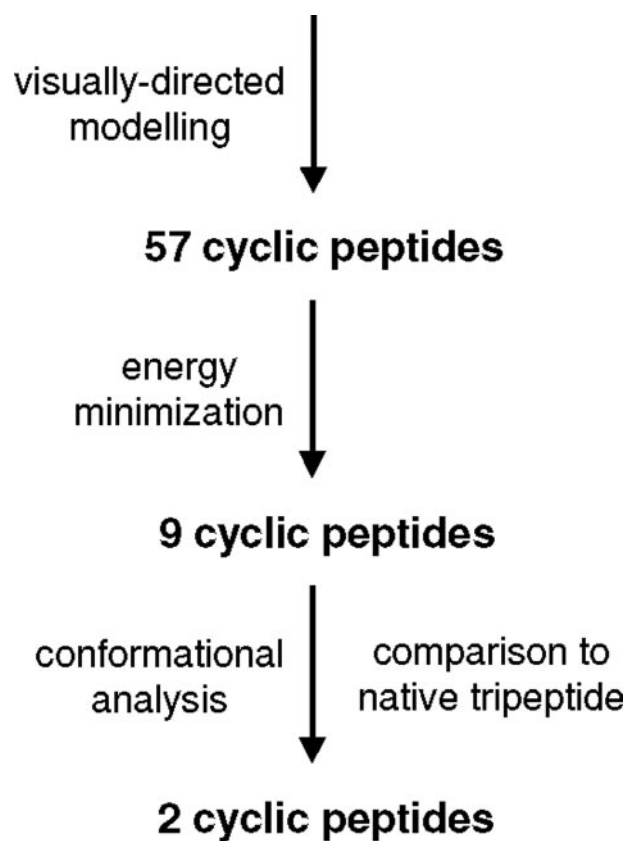 visually-directed
modelling
57 cyclic peptides
energy
minimization
9 cyclic peptides
conformational
analysis
comparison to
native tripeptide
2 cyclic peptides